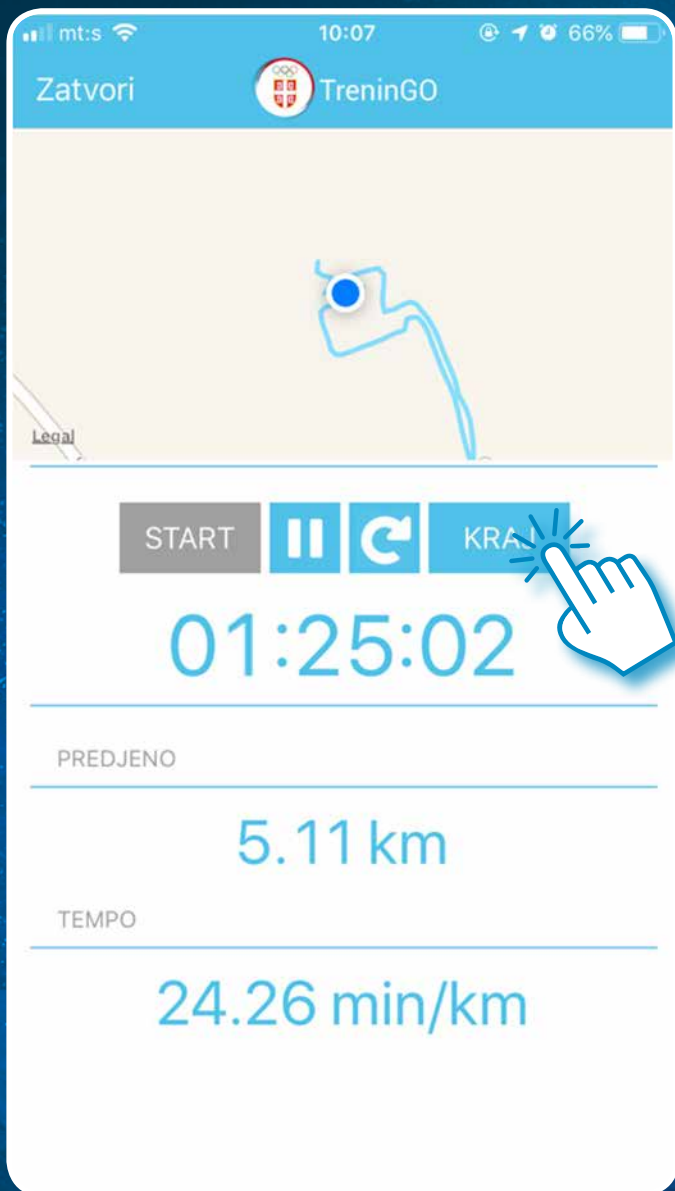 mt:s 10:07 66%
Zatvori TreninGO
Legal
START KRAJ
01:25:02
PREDJENO
5.11 km
TEMPO
24.26 min/km